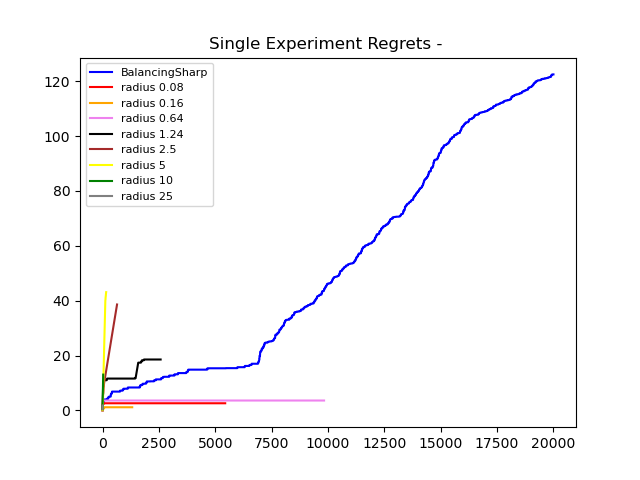 Single Experiment Regrets -
BalancingSharp
radius 0.08
radius 0.16
radius 0.64
radius 1.24
radius 2.5
radius 5
radius 10
radius 25
120
100
80
60
40
20
0
0 2500 5000 7500 10000 12500 15000 17500 20000